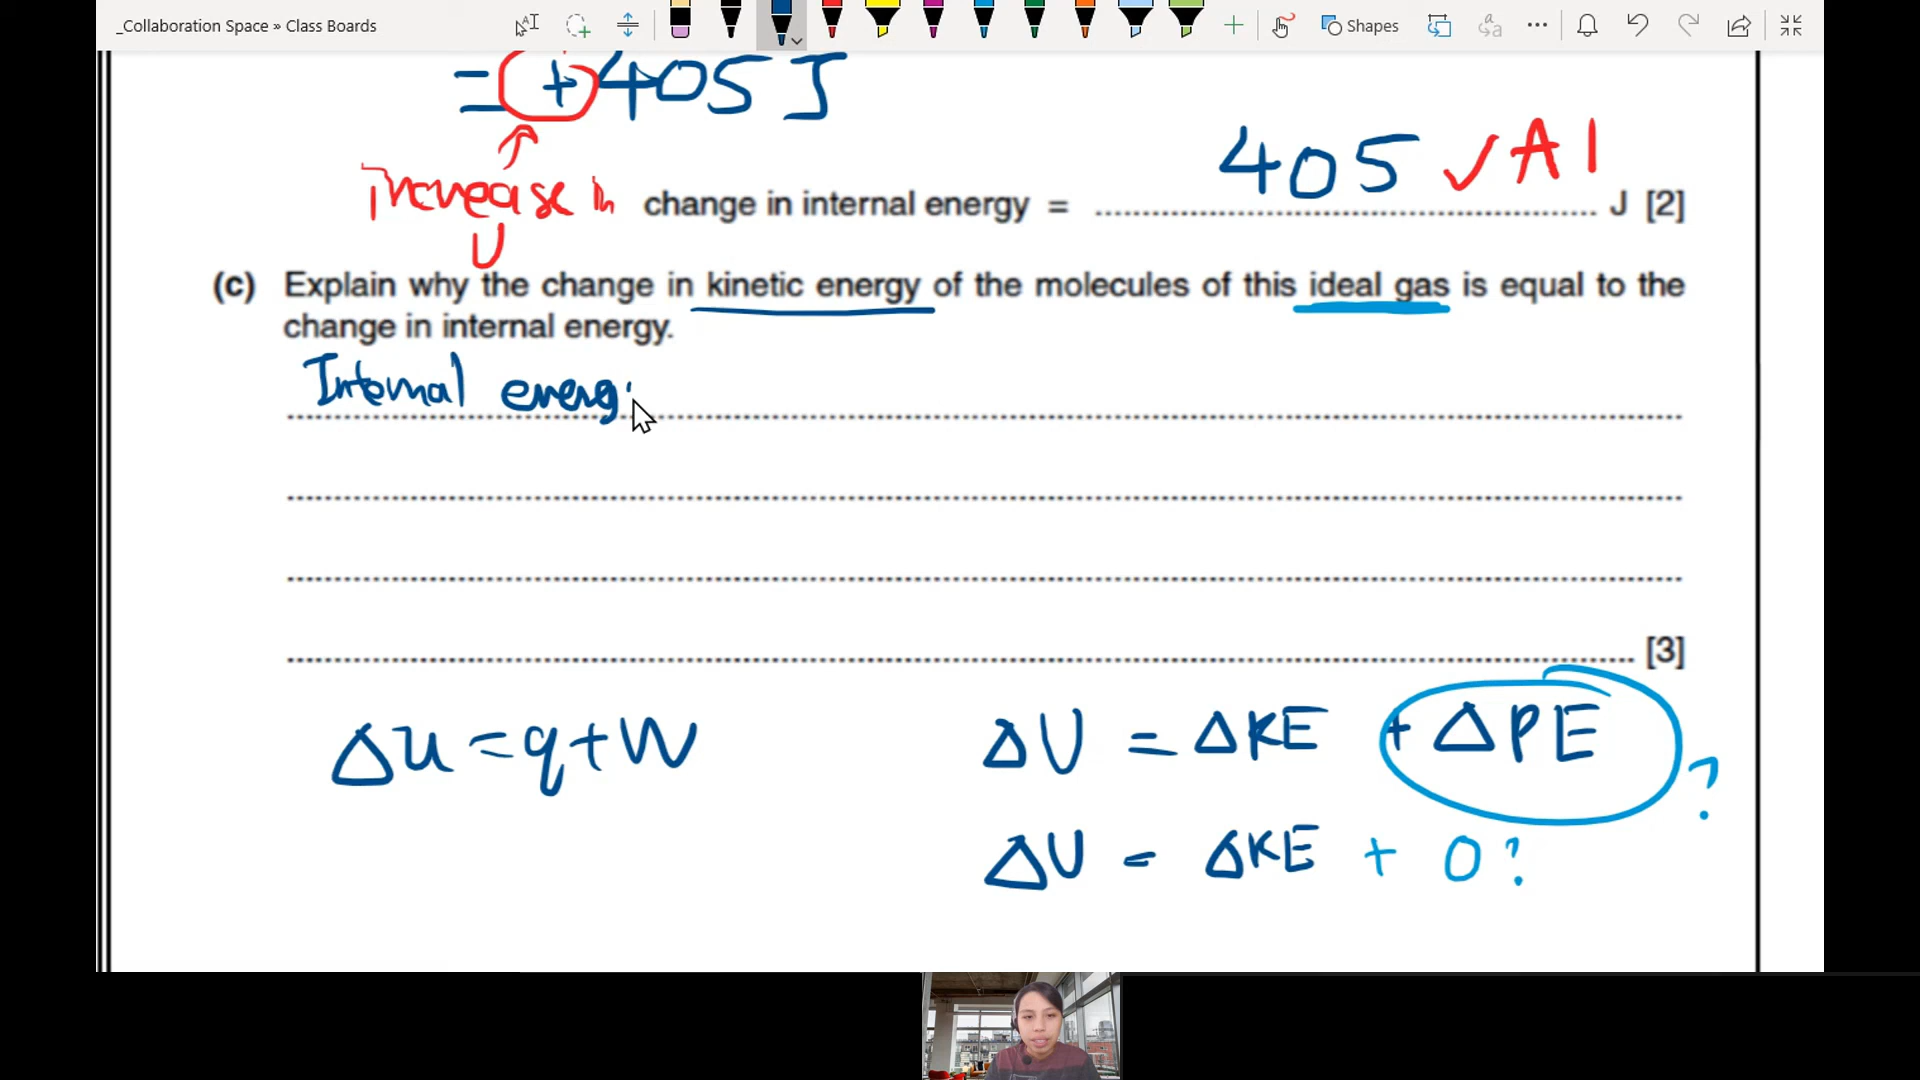 _Collaboration Space » Class Boards
Shapes
= + 405 J
405 ✓ A1
Increase in U
change in internal energy = ........ J [2]
(c) Explain why the change in kinetic energy of the molecules of this ideal gas is equal to the
change in internal energy.
Internal energ
[3]
Δu = q + W
ΔU = ΔKE + ΔPE ?
ΔU = ΔKE + 0 ?